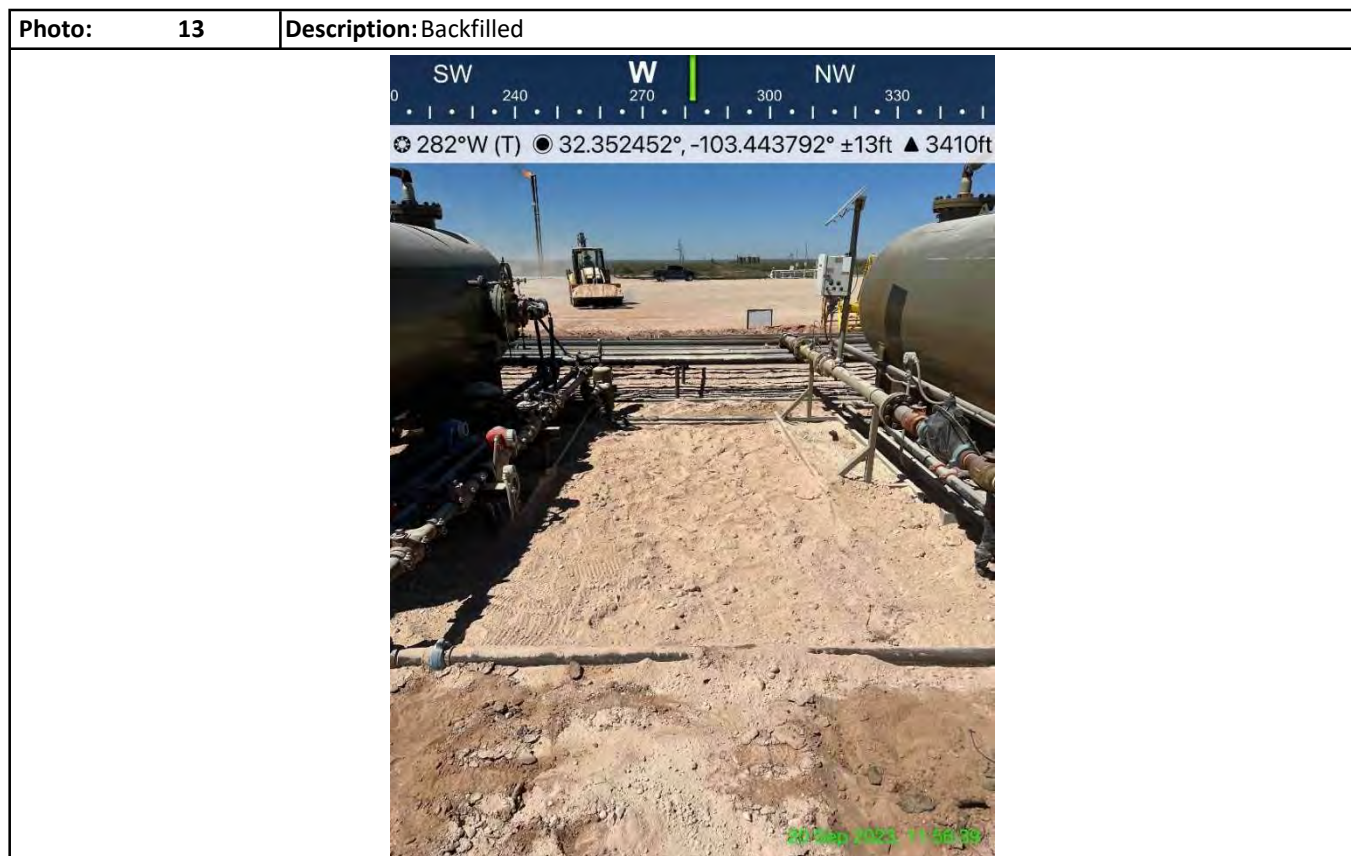 Photo: 13 Description: Backfilled
SW W NW
0 240 270 300 330
282°W (T) 32.352452°, -103.443792° ±13ft ▲ 3410ft
20 Sep 2023, 11:56:39